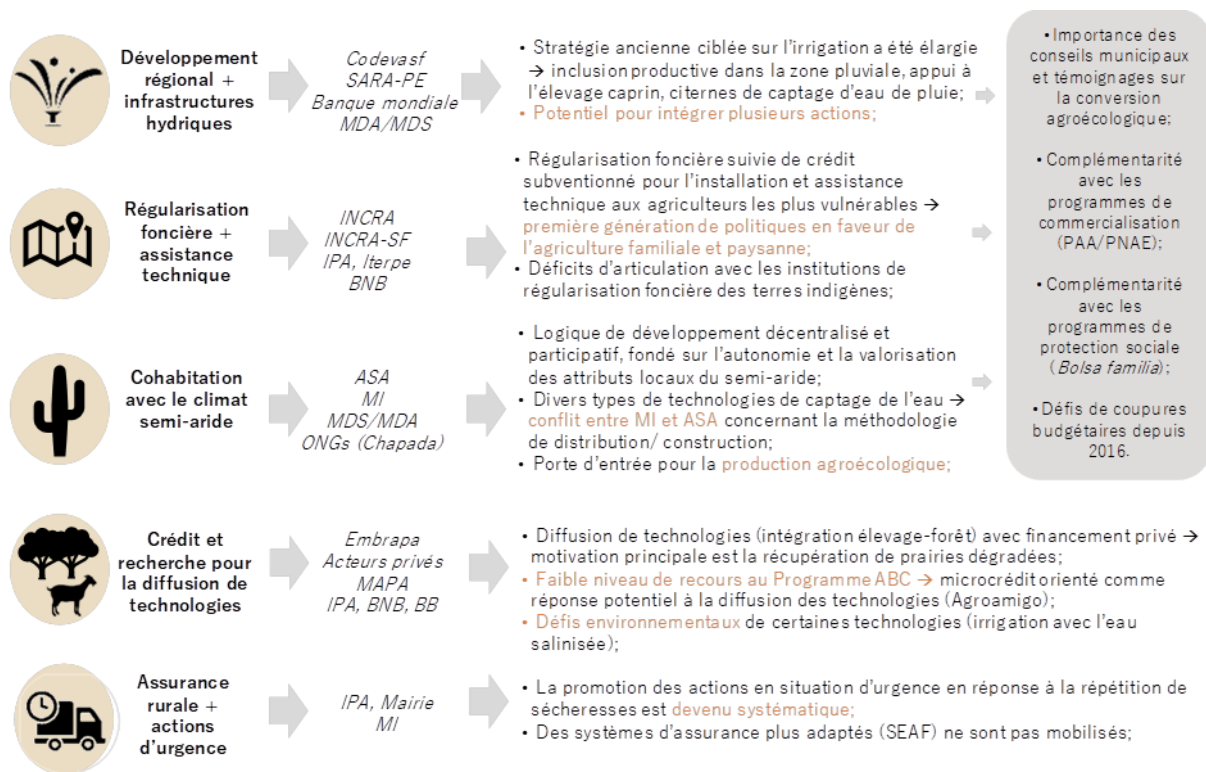 Développement
régional +
infrastructures
hydriques
Codevasf
SARA-PE
Banque mondiale
MDA/MDS
• Stratégie ancienne ciblée sur l'irrigation a été élargie
→ inclusion productive dans la zone pluviale, appui à
l'élevage caprin, citernes de captage d'eau de pluie;
• Potentiel pour intégrer plusieurs actions;
Régularisation
foncière +
assistance
technique
INCRA
INCRA-SF
IPA, Iterpe
BNB
• Régularisation foncière suivie de crédit
subventionné pour l'installation et assistance
technique aux agriculteurs les plus vulnérables →
première génération de politiques en faveur de
l'agriculture familiale et paysanne;
• Déficits d'articulation avec les institutions de
régularisation foncière des terres indigènes;
Cohabitation
avec le climat
semi-aride
ASA
MI
MDS/MDA
ONGs (Chapada)
• Logique de développement décentralisé et
participatif, fondé sur l'autonomie et la valorisation
des attributs locaux du semi-aride;
• Divers types de technologies de captage de l'eau →
conflit entre MI et ASA concernant la méthodologie
de distribution/ construction;
• Porte d'entrée pour la production agroécologique;
• Importance des
conseils municipaux
et témoignages sur
la conversion
agroécologique;
• Complémentarité
avec les
programmes de
commercialisation
(PAA/PNAE);
• Complémentarité
avec les
programmes de
protection sociale
(Bolsa familia);
• Défis de coupures
budgétaires depuis
2016.
Crédit et
recherche pour
la diffusion de
technologies
Embrapa
Acteurs privés
MAPA
IPA, BNB, BB
• Diffusion de technologies (intégration élevage-forêt) avec financement privé →
motivation principale est la récupération de prairies dégradées;
• Faible niveau de recours au Programme ABC → microcrédit orienté comme
réponse potentiel à la diffusion des technologies (Agroamigo);
• Défis environnementaux de certaines technologies (irrigation avec l'eau
salinisée);
Assurance
rurale +
actions
d'urgence
IPA, Mairie
MI
• La promotion des actions en situation d'urgence en réponse à la répétition de
sécheresses est devenu systématique;
• Des systèmes d'assurance plus adaptés (SEAF) ne sont pas mobilisés;